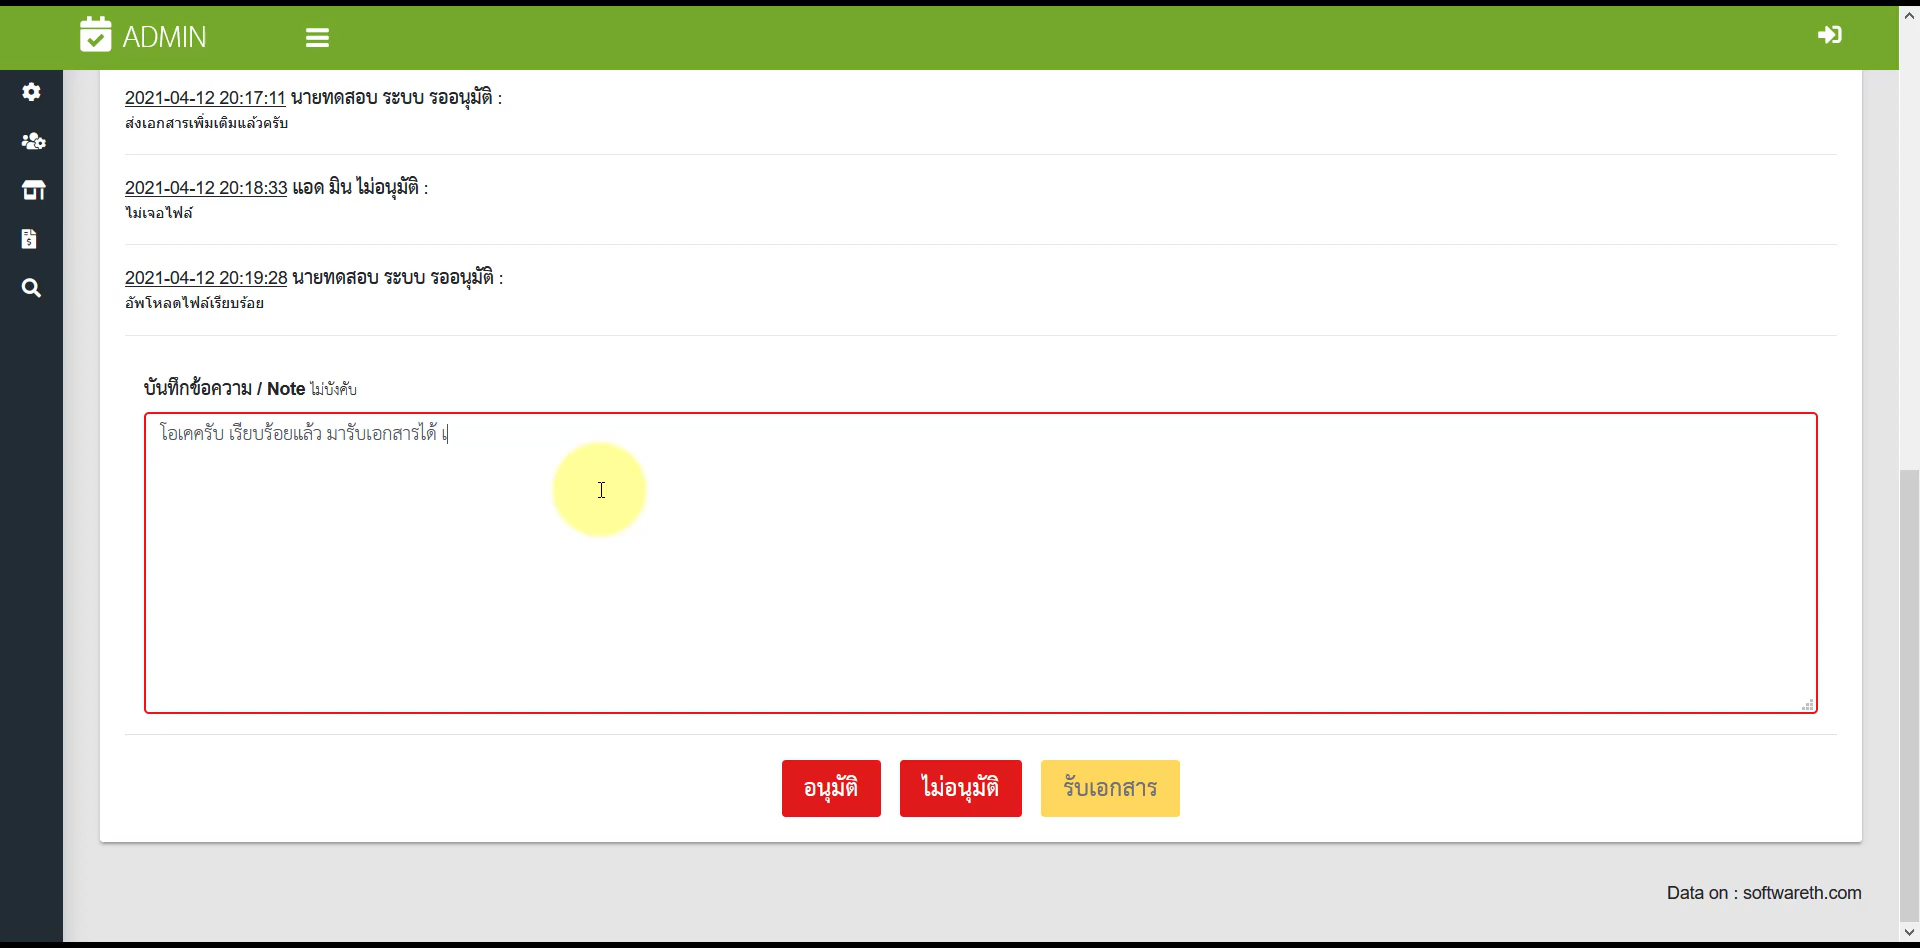 ADMIN
2021-04-12 20:17:11 นายทดสอบ ระบบ รออนุมัติ :
ส่งเอกสารเพิ่มเติมแล้วครับ
2021-04-12 20:18:33 แอด มิน ไม่อนุมัติ :
ไม่เจอไฟล์
2021-04-12 20:19:28 นายทดสอบ ระบบ รออนุมัติ :
อัพโหลดไฟล์เรียบร้อย
บันทึกข้อความ / Note ไม่บังคับ
โอเคครับ เรียบร้อยแล้ว มารับเอกสารได้ เ
อนุมัติ ไม่อนุมัติ รับเอกสาร
Data on : softwareth.com